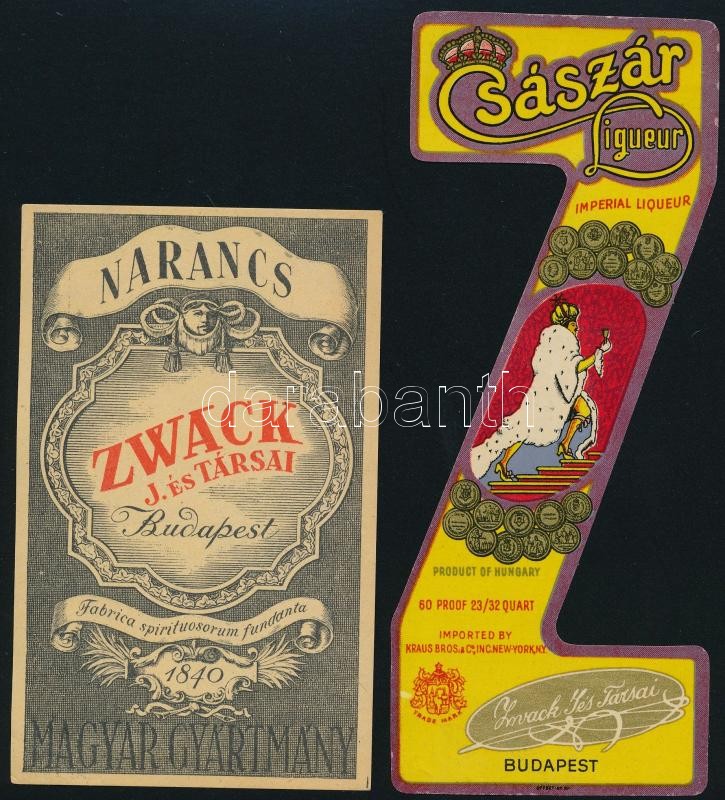 NARANCS
ZWACK
J. ÉS TÁRSAI
Budapest
Fabrica spirituosorum fundanta
1840
MAGYAR GYÁRTMÁNY
Császár
Liqueur
IMPERIAL LIQUEUR
PRODUCT OF HUNGARY
60 PROOF 23/32 QUART
IMPORTED BY
KRAUS BROS. & Co. INC. NEW-YORK, N.Y.
TRADE MARK
Zwack J. és Társai
BUDAPEST
darabanth